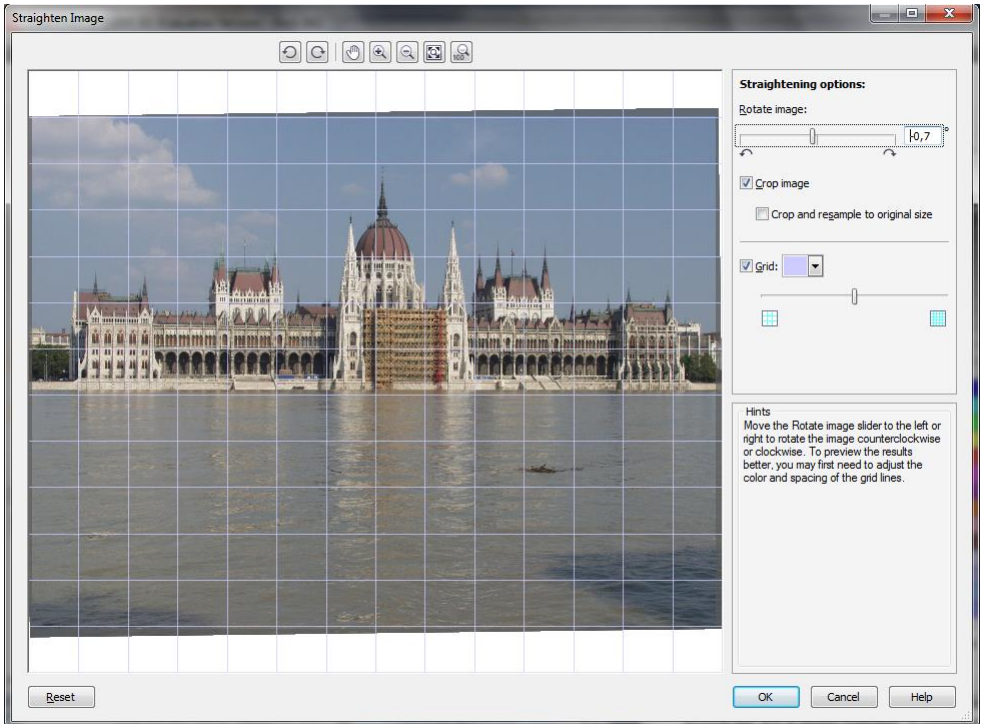 Straighten Image
100
Straightening options:
Rotate image:
-0,7 °
Crop image
Crop and resample to original size
Grid:
Hints
Move the Rotate image slider to the left or
right to rotate the image counterclockwise
or clockwise. To preview the results
better, you may first need to adjust the
color and spacing of the grid lines.
Reset
OK
Cancel
Help